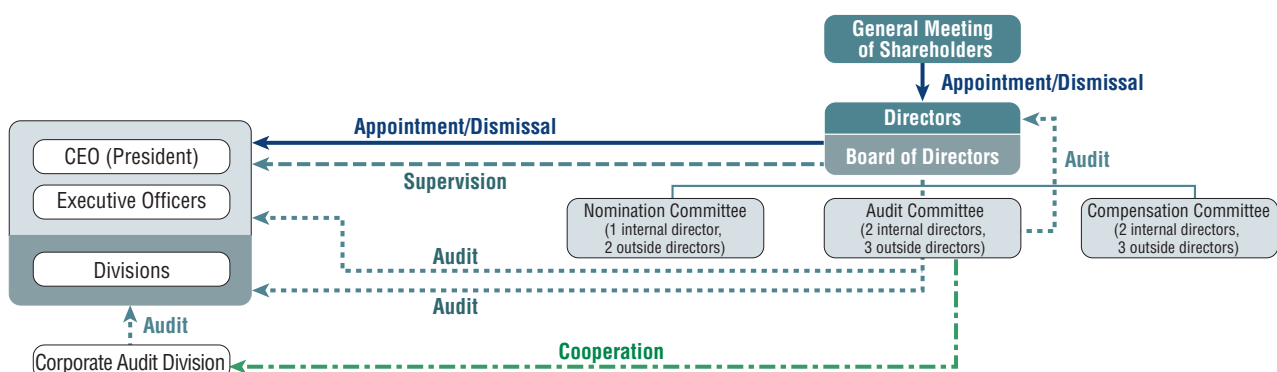 General Meeting
of Shareholders
Appointment/Dismissal
Directors
Board of Directors
Audit
Appointment/Dismissal
Supervision
CEO (President)
Executive Officers
Divisions
Nomination Committee
(1 internal director,
2 outside directors)
Audit Committee
(2 internal directors,
3 outside directors)
Compensation Committee
(2 internal directors,
3 outside directors)
Audit
Audit
Audit
Cooperation
Corporate Audit Division